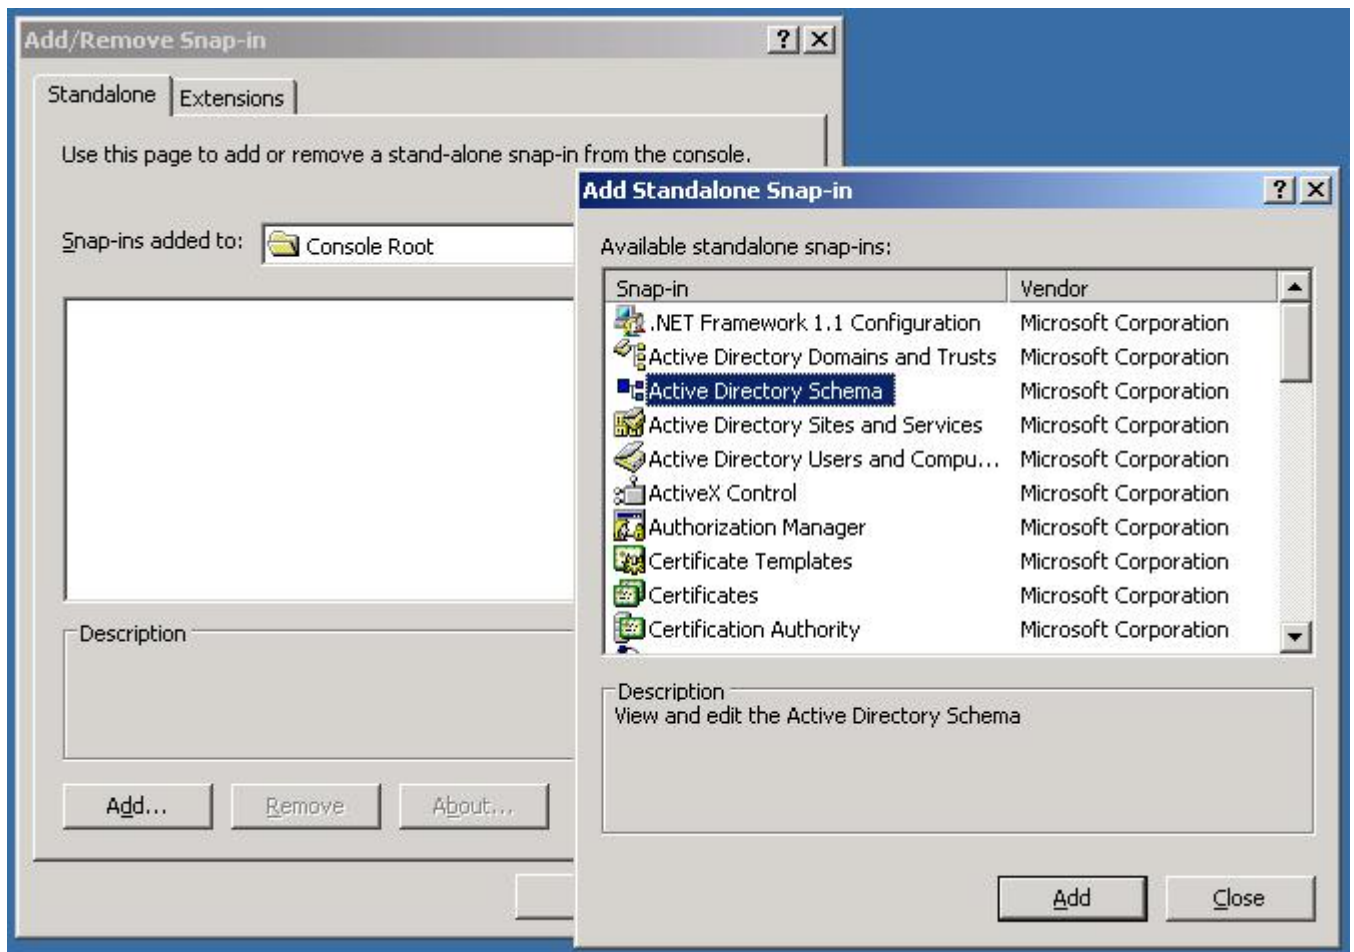 Add/Remove Snap-in
Standalone
Extensions
Use this page to add or remove a stand-alone snap-in from the console.
Snap-ins added to:
Console Root
Description
Add...
Remove
About...
Add Standalone Snap-in
Available standalone snap-ins:
Snap-in Vendor
.NET Framework 1.1 Configuration Microsoft Corporation
Active Directory Domains and Trusts Microsoft Corporation
Active Directory Schema Microsoft Corporation
Active Directory Sites and Services Microsoft Corporation
Active Directory Users and Compu... Microsoft Corporation
ActiveX Control Microsoft Corporation
Authorization Manager Microsoft Corporation
Certificate Templates Microsoft Corporation
Certificates Microsoft Corporation
Certification Authority Microsoft Corporation
Description
View and edit the Active Directory Schema
Add
Close